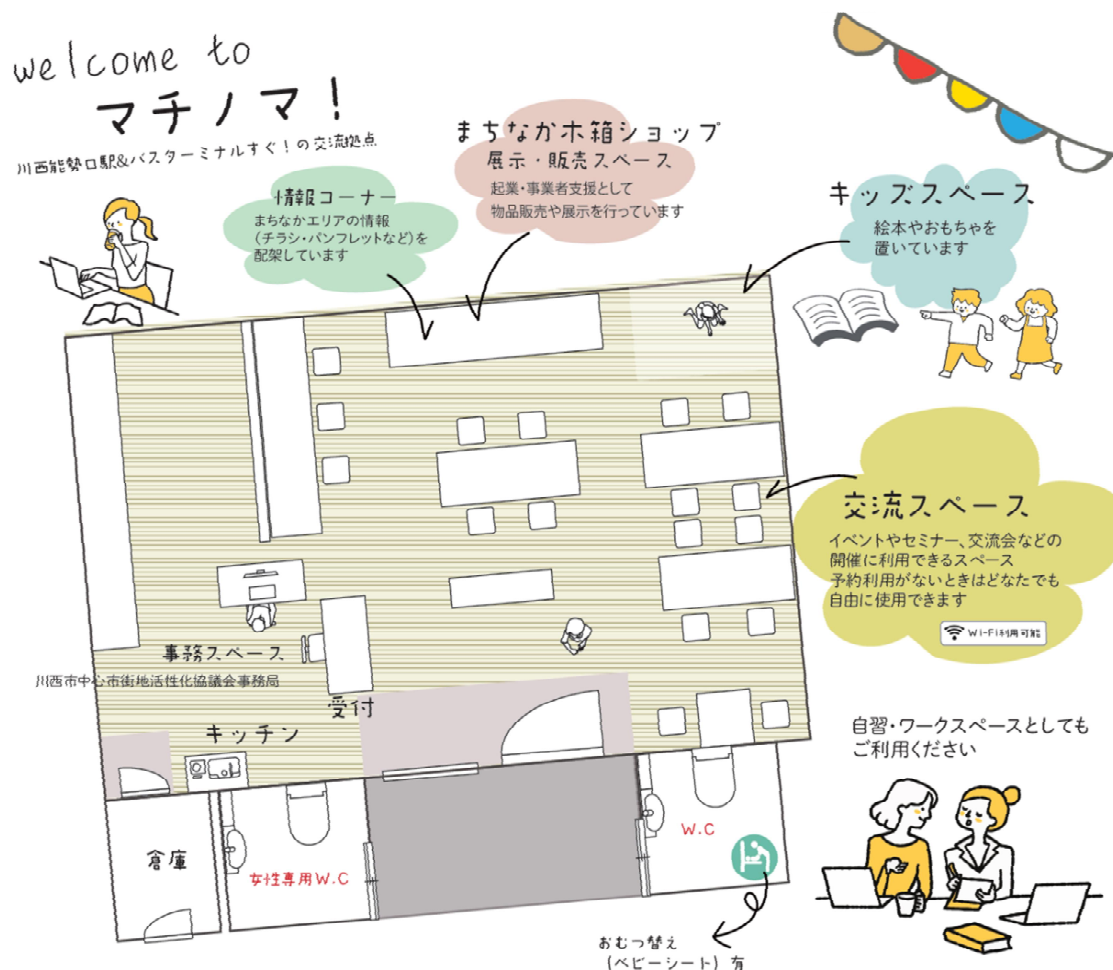 welcome to
マチノマ！
川西能勢口駅&バスターミナルすぐ！の交流拠点
情報コーナー
まちなかエリアの情報
（チラシ・パンフレットなど）を
配架しています
まちなか木箱ショップ
展示・販売スペース
起業・事業者支援として
物品販売や展示を行っています
キッズスペース
絵本やおもちゃを
置いています
交流スペース
イベントやセミナー、交流会などの
開催に利用できるスペース
予約利用がないときはどなたでも
自由に使用できます
Wi-Fi利用可能
事務スペース
川西市中心市街地活性化協議会事務局
受付
キッチン
自習・ワークスペースとしても
ご利用ください
倉庫
女性専用W.C
W.C
おむつ替え
（ベビーシート）有